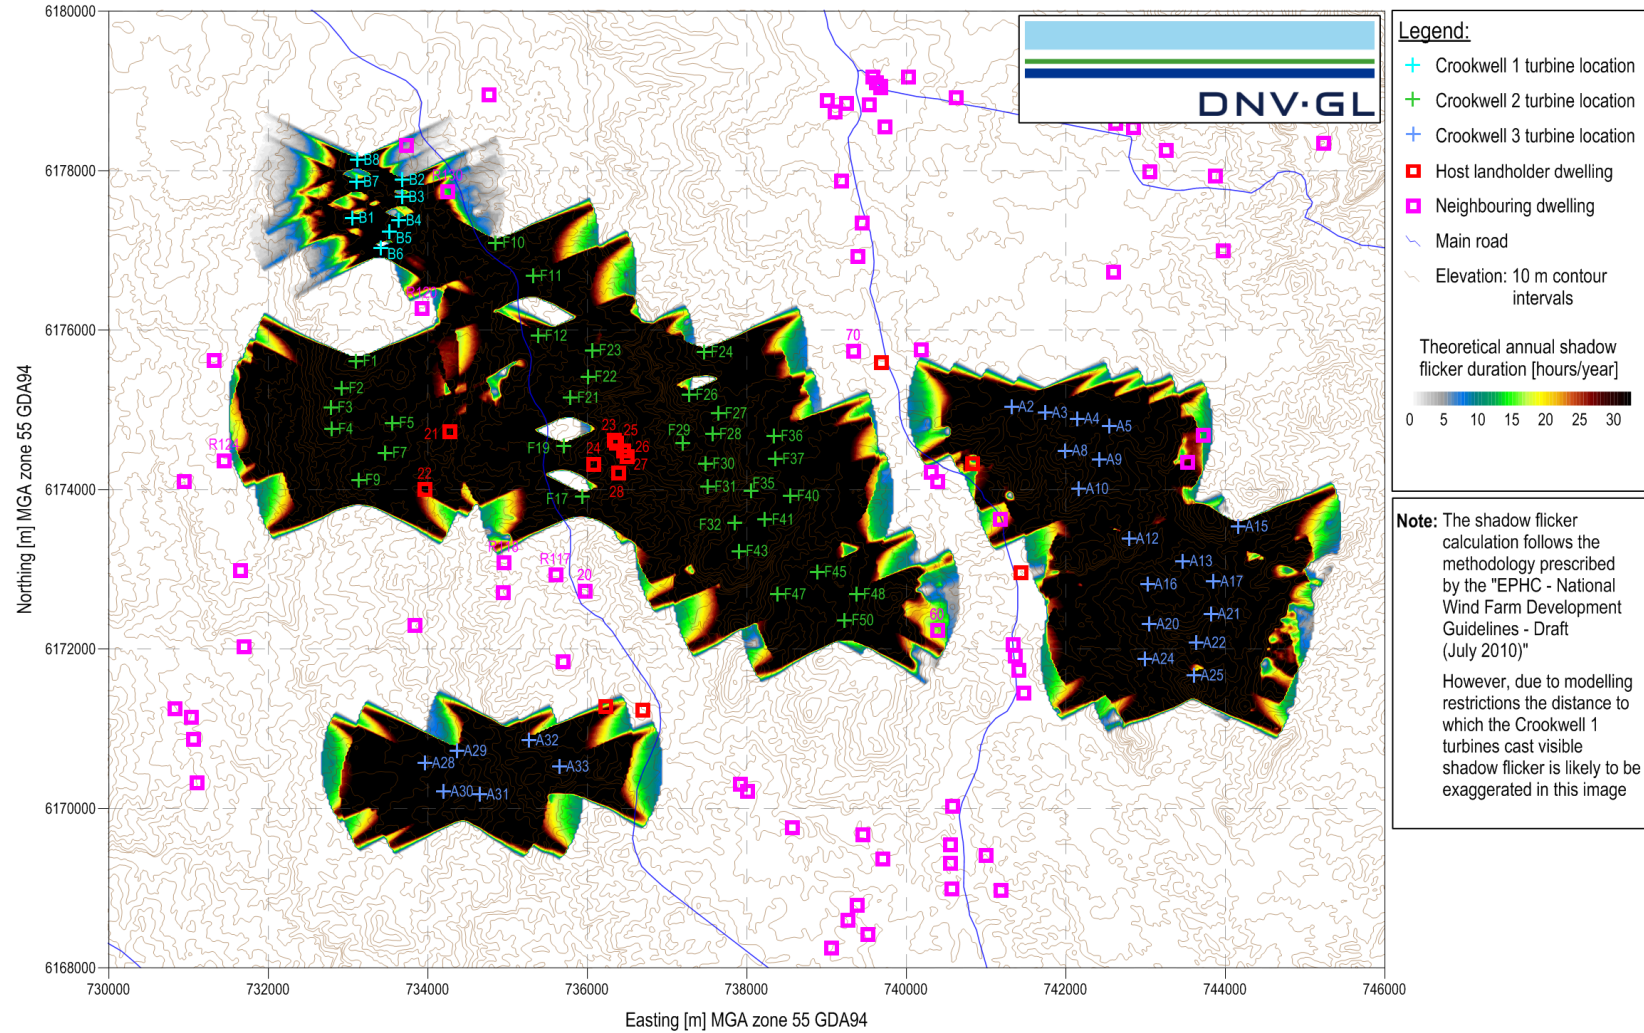 6180000
6178000
6176000
6174000
6172000
6170000
6168000
Northing [m] MGA zone 55 GDA94
730000 732000 734000 736000 738000 740000 742000 744000 746000
Easting [m] MGA zone 55 GDA94
DNV·GL
B8
B7
B2
B3
B1
B4
B5
B6
F10
F11
F12
F23
F24
F1
F22
F2
F26
F21
F3
F27
F5
F4
F28
F29
F36
F19
F7
F37
F30
F9
F31
F35
F17
F40
F32
F41
F43
F45
F47
F48
F50
21
22
23
24
25
26
27
28
70
60
20
R117
A2
A3
A4
A5
A8
A9
A10
A12
A15
A13
A16
A17
A20
A21
A22
A24
A25
A28
A29
A32
A33
A30
A31
Legend:
Crookwell 1 turbine location
Crookwell 2 turbine location
Crookwell 3 turbine location
Host landholder dwelling
Neighbouring dwelling
Main road
Elevation: 10 m contour
intervals
Theoretical annual shadow
flicker duration [hours/year]
0 5 10 15 20 25 30
Note: The shadow flicker
calculation follows the
methodology prescribed
by the "EPHC - National
Wind Farm Development
Guidelines - Draft
(July 2010)"
However, due to modelling
restrictions the distance to
which the Crookwell 1
turbines cast visible
shadow flicker is likely to be
exaggerated in this image